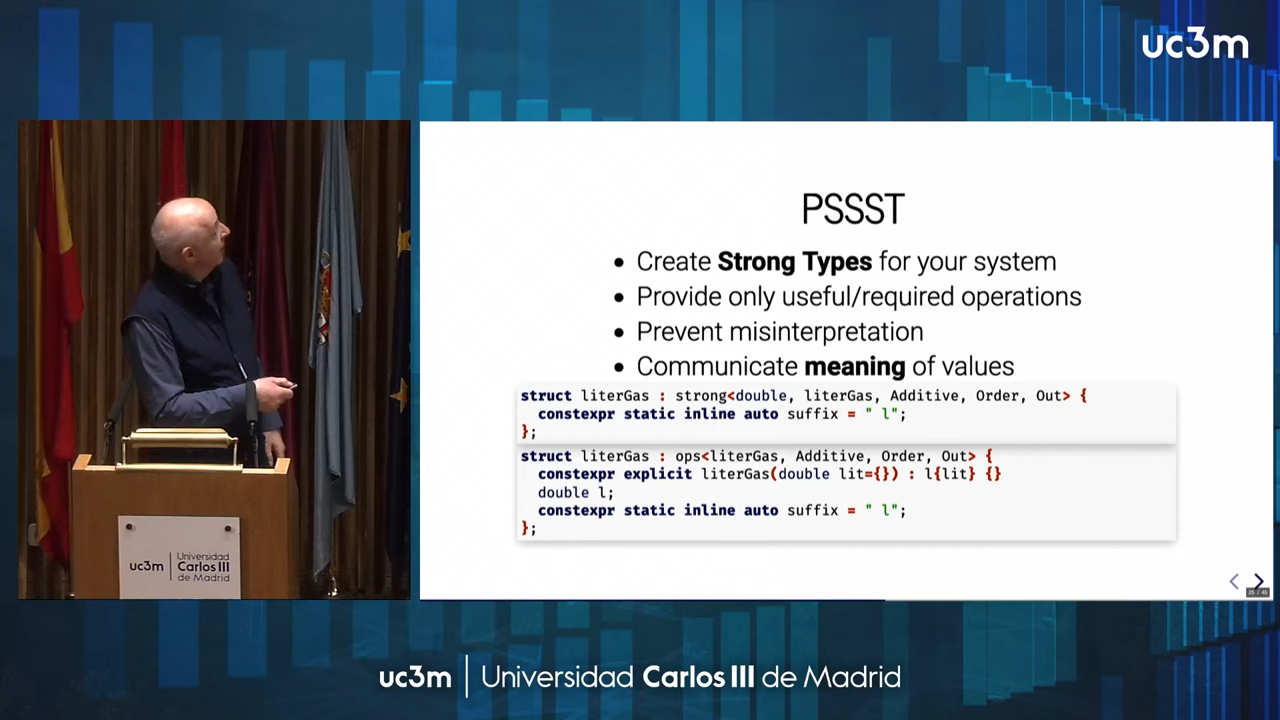 uc3m
PSSST
Create Strong Types for your system
Provide only useful/required operations
Prevent misinterpretation
Communicate meaning of values
struct literGas : strong<double, literGas, Additive, Order, Out> {
constexpr static inline auto suffix = " l";
};
struct literGas : ops<literGas, Additive, Order, Out> {
constexpr explicit literGas(double lit={}) : l{lit} {}
double l;
constexpr static inline auto suffix = " l";
};
25 / 45
uc3m
Universidad
Carlos III
de Madrid
uc3m Universidad Carlos III de Madrid